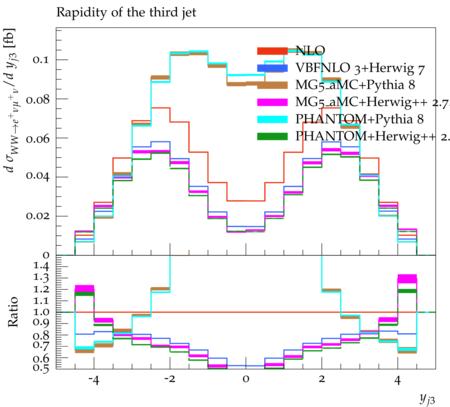 Rapidity of the third jet
d σWW→e+νμ+ν/d yj3 [fb]
0.1
0.08
0.06
0.04
0.02
0
NLO
VBFNLO 3+Herwig 7
MG5_aMC+Pythia 8
MG5_aMC+Herwig++ 2.7.
PHANTOM+Pythia 8
PHANTOM+Herwig++ 2.
Ratio
1.4
1.3
1.2
1.1
1.0
0.9
0.8
0.7
0.6
0.5
-4 -2 0 2 4
yj3